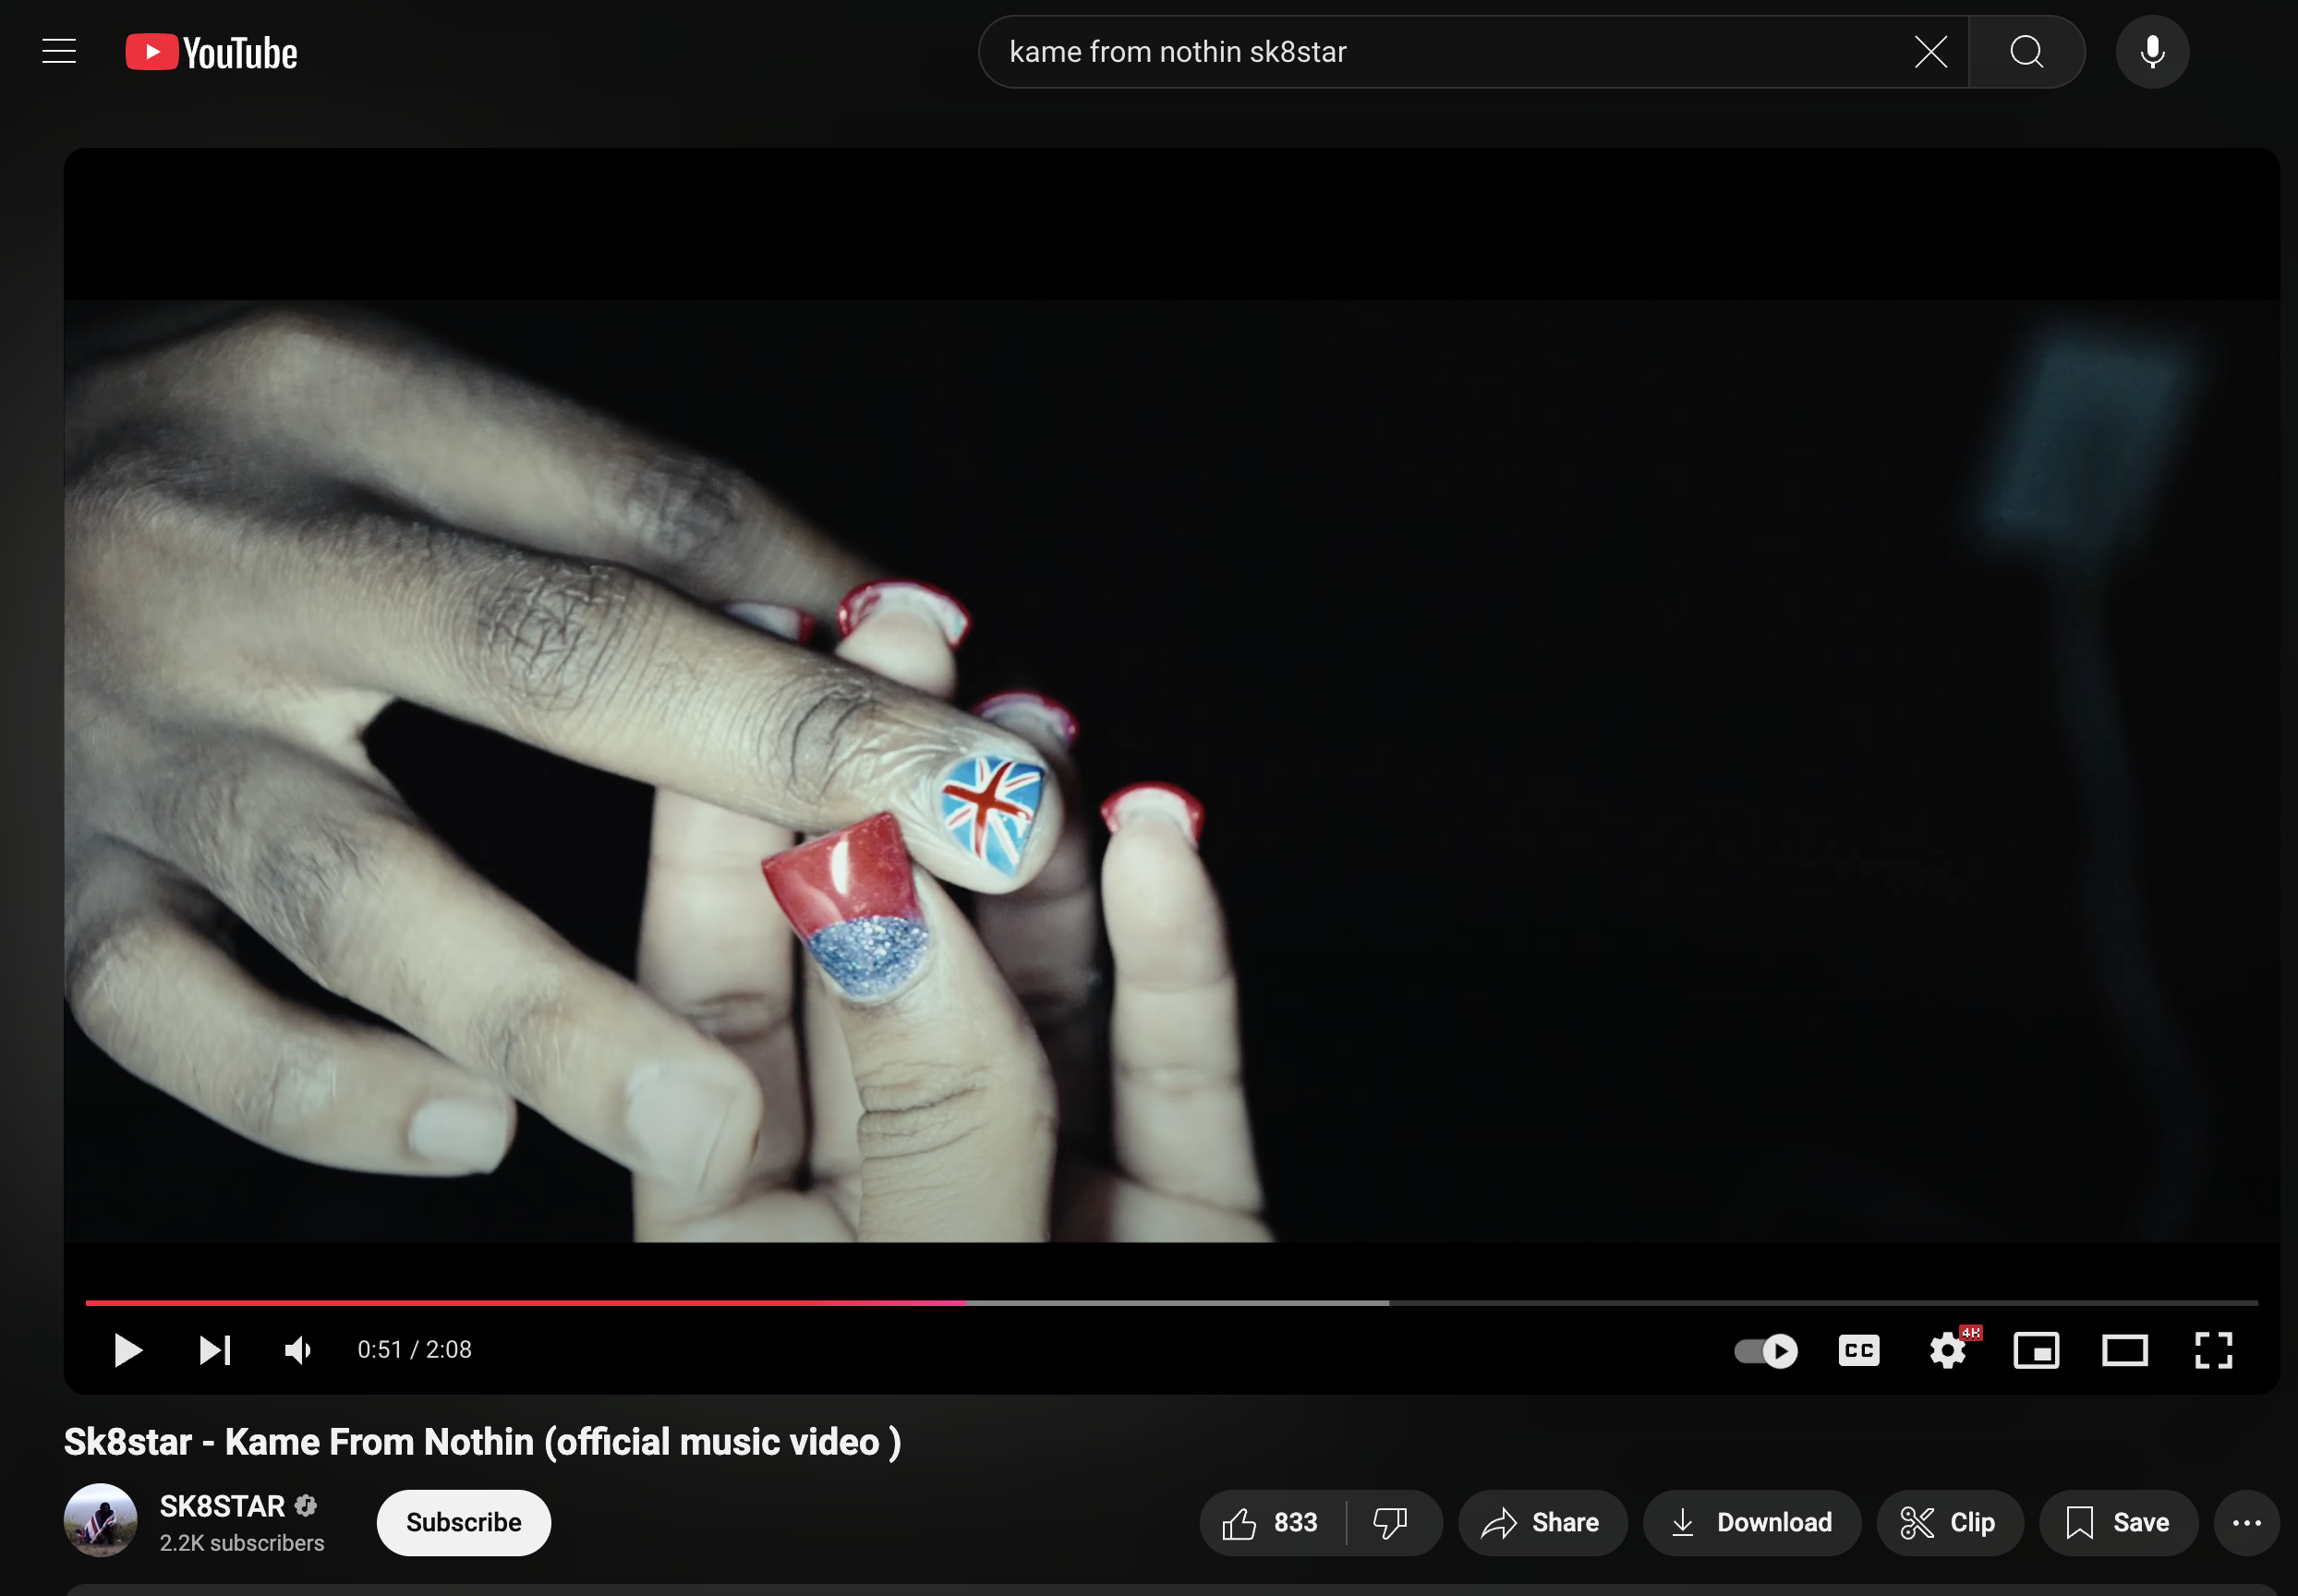 YouTube
kame from nothin sk8star
0:51 / 2:08
CC
4K
Sk8star - Kame From Nothin (official music video )
SK8STAR
2.2K subscribers
Subscribe
833
Share
Download
Clip
Save